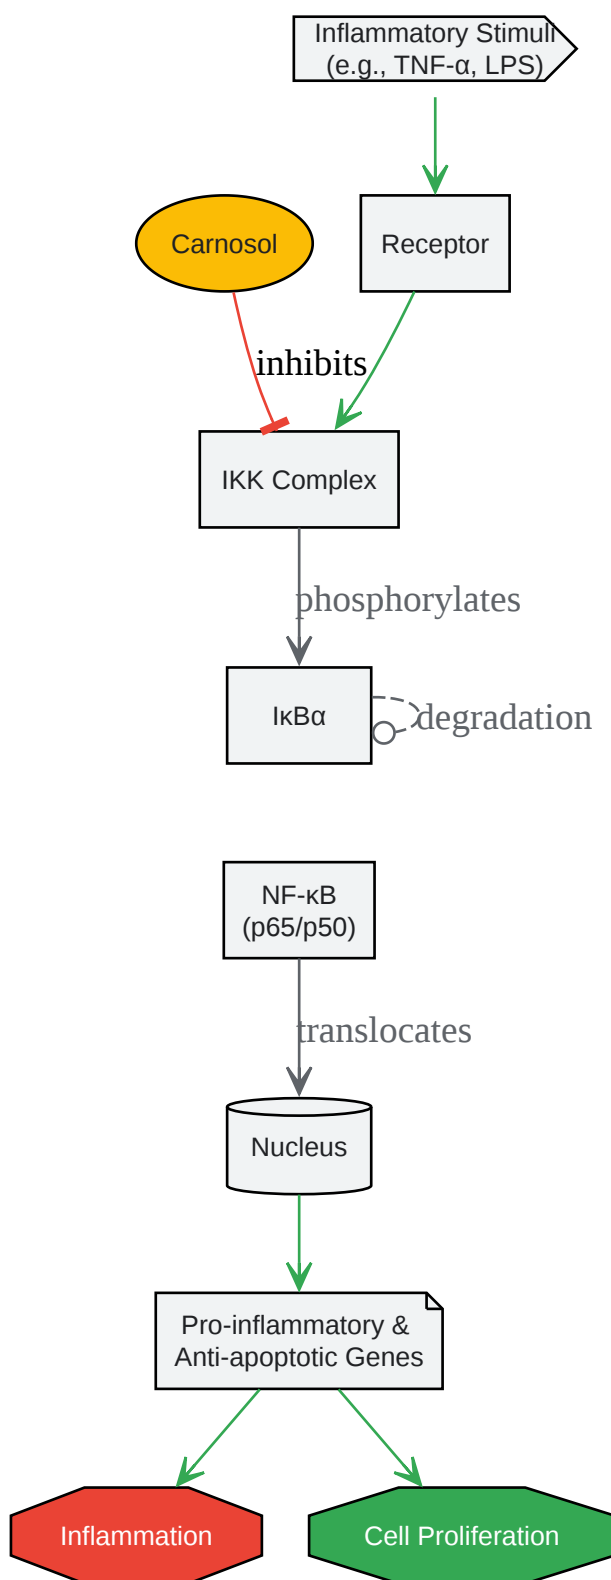 Inflammatory Stimuli
(e.g., TNF-α, LPS)
Carnosol
Receptor
inhibits
IKK Complex
phosphorylates
IκBα
degradation
NF-κB
(p65/p50)
translocates
Nucleus
Pro-inflammatory &
Anti-apoptotic Genes
Inflammation
Cell Proliferation